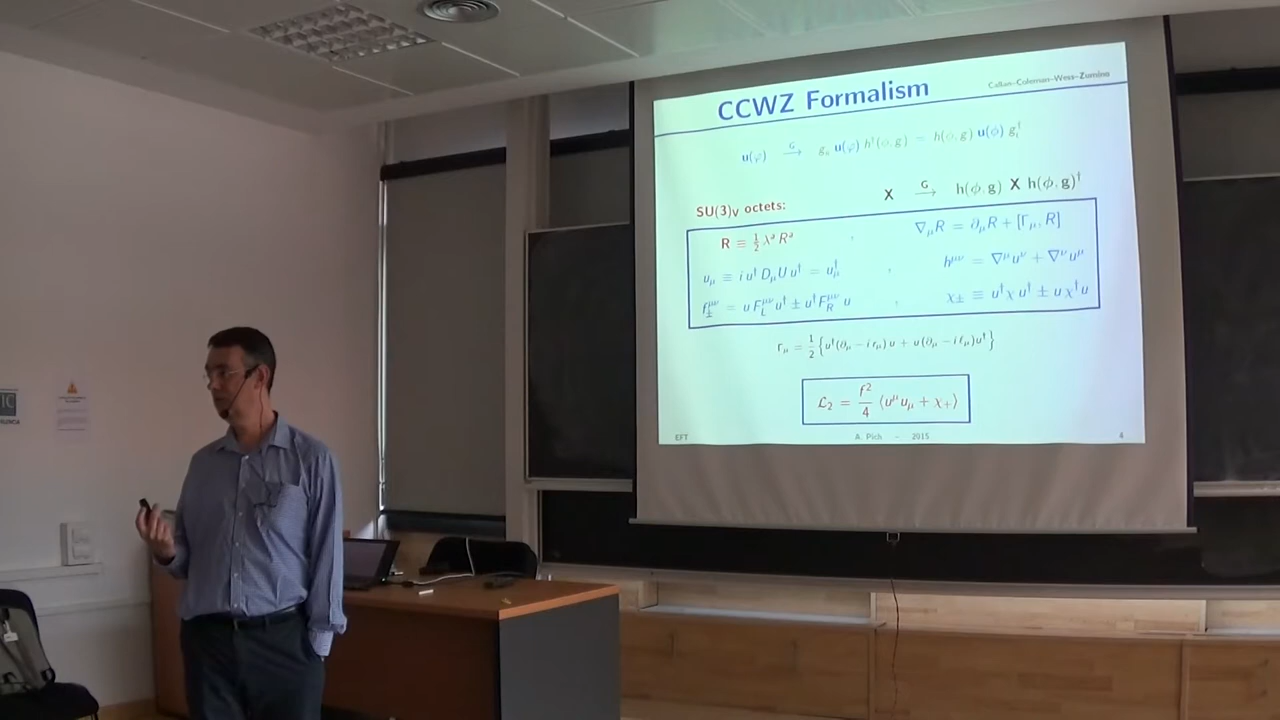 CCWZ Formalism
Callan–Coleman–Wess–Zumino
u(φ) →^G g_R u(φ) h†(φ, g) = h(φ, g) u(φ) g_L†
SU(3)_V octets: X →^G h(φ, g) X h(φ, g)†
R ≡ ½ λ^a R^a , ∇_μ R = ∂_μ R + [Γ_μ, R]
u_μ ≡ i u† D_μ U u† = u_μ† , h^{μν} = ∇^μ u^ν + ∇^ν u^μ
f_±^{μν} = u F_L^{μν} u† ± u† F_R^{μν} u , χ_± ≡ u† χ u† ± u χ† u
Γ_μ = ½ {u†(∂_μ − i r_μ) u + u(∂_μ − i ℓ_μ) u†}
ℒ_2 = f²/4 ⟨u^μ u_μ + χ_+⟩
EFT A. Pich – 2015 4
IC